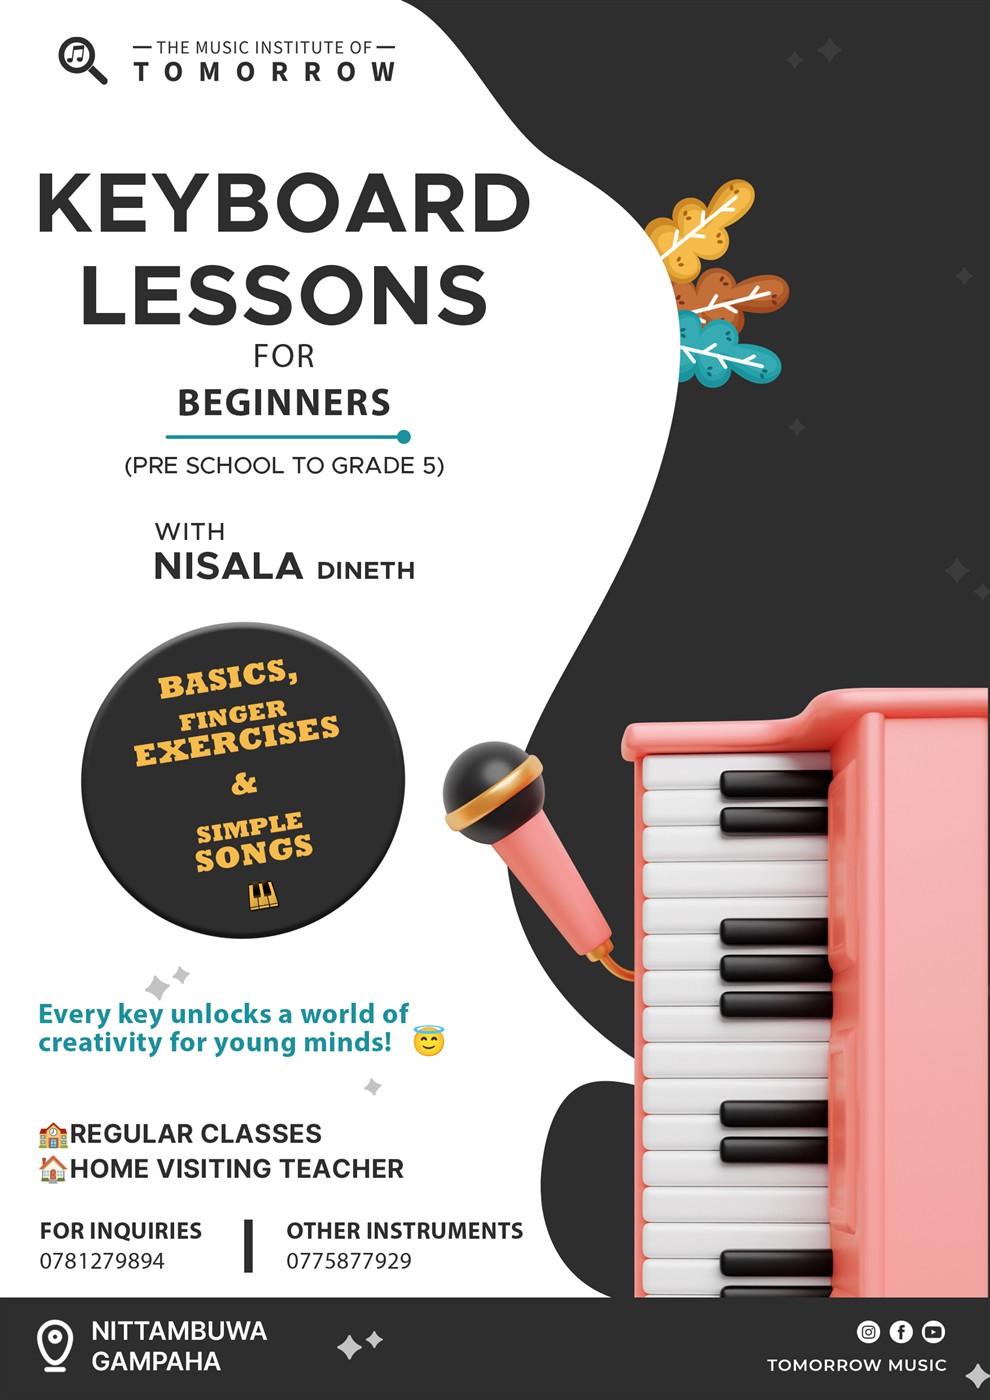 THE MUSIC INSTITUTE OF
TOMORROW
KEYBOARD
LESSONS
FOR
BEGINNERS
(PRE SCHOOL TO GRADE 5)
WITH
NISALA DINETH
BASICS,
FINGER
EXERCISES
&
SIMPLE
SONGS
Every key unlocks a world of
creativity for young minds!
REGULAR CLASSES
HOME VISITING TEACHER
FOR INQUIRIES
0781279894
OTHER INSTRUMENTS
0775877929
NITTAMBUWA
GAMPAHA
TOMORROW MUSIC